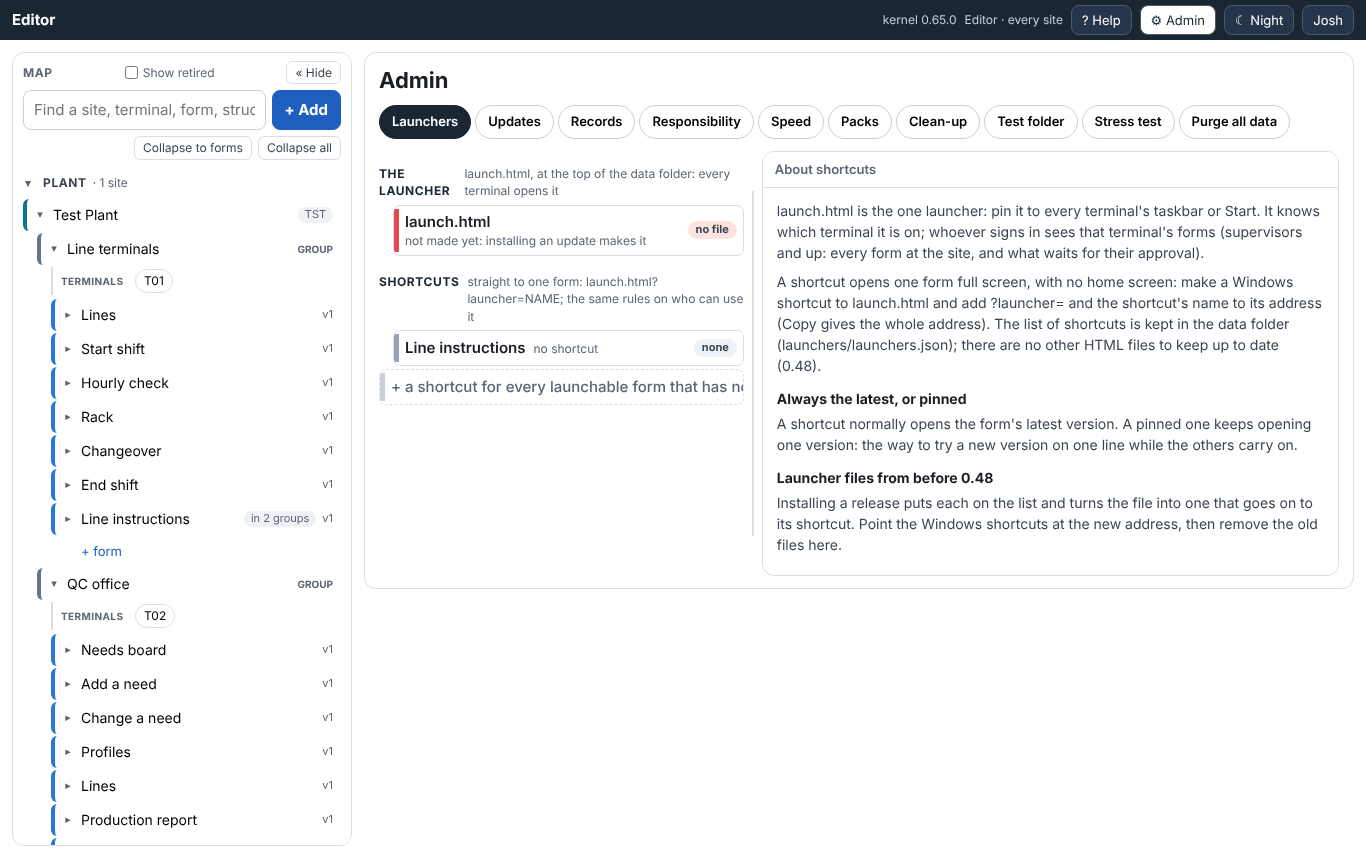 Editor
kernel 0.65.0 Editor · every site
? Help
⚙ Admin
☾ Night
Josh
MAP
Show retired
« Hide
Find a site, terminal, form, struc
+ Add
Collapse to forms
Collapse all
▾ PLANT · 1 site
▾ Test Plant TST
▾ Line terminals GROUP
TERMINALS T01
▸ Lines v1
▸ Start shift v1
▸ Hourly check v1
▸ Rack v1
▸ Changeover v1
▸ End shift v1
▸ Line instructions in 2 groups v1
+ form
▾ QC office GROUP
TERMINALS T02
▸ Needs board v1
▸ Add a need v1
▸ Change a need v1
▸ Profiles v1
▸ Lines v1
▸ Production report v1
Admin
Launchers
Updates
Records
Responsibility
Speed
Packs
Clean-up
Test folder
Stress test
Purge all data
THE
LAUNCHER
launch.html, at the top of the data folder: every
terminal opens it
launch.html
not made yet: installing an update makes it
no file
SHORTCUTS
straight to one form: launch.html?
launcher=NAME; the same rules on who can use
it
Line instructions no shortcut none
+ a shortcut for every launchable form that has
About shortcuts
launch.html is the one launcher: pin it to every terminal's taskbar or Start. It knows
which terminal it is on; whoever signs in sees that terminal's forms (supervisors
and up: every form at the site, and what waits for their approval).
A shortcut opens one form full screen, with no home screen: make a Windows
shortcut to launch.html and add ?launcher= and the shortcut's name to its address
(Copy gives the whole address). The list of shortcuts is kept in the data folder
(launchers/launchers.json); there are no other HTML files to keep up to date
(0.48).
Always the latest, or pinned
A shortcut normally opens the form's latest version. A pinned one keeps opening
one version: the way to try a new version on one line while the others carry on.
Launcher files from before 0.48
Installing a release puts each on the list and turns the file into one that goes on to
its shortcut. Point the Windows shortcuts at the new address, then remove the old
files here.